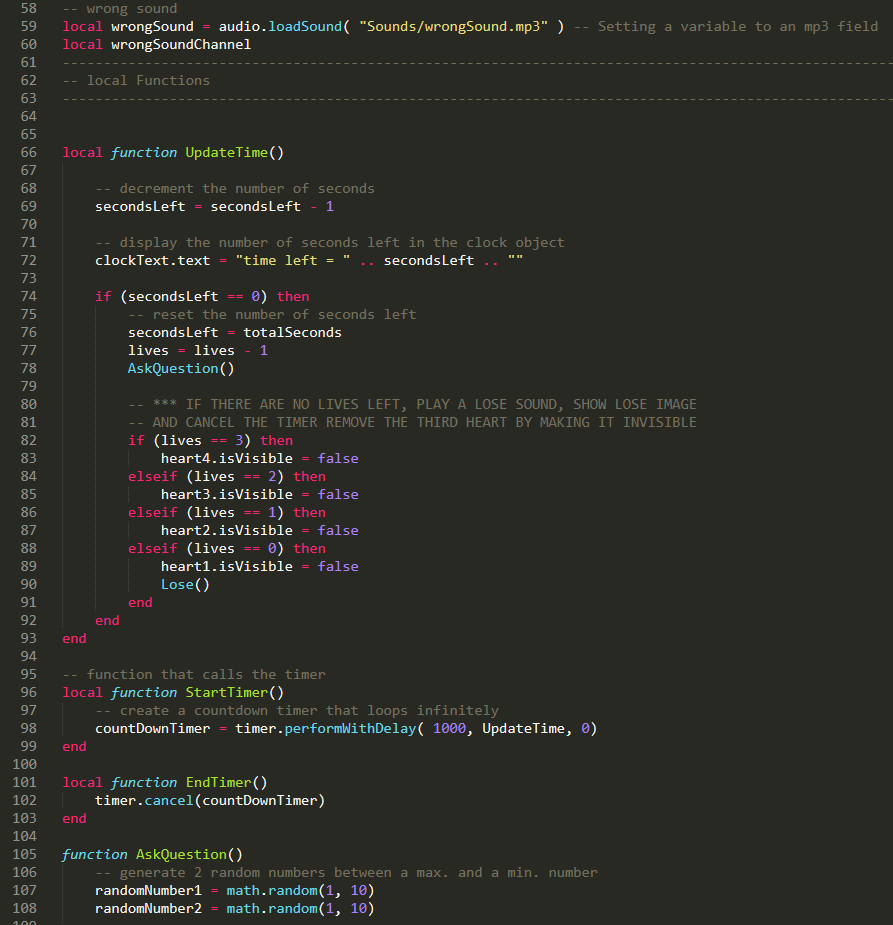 58 -- wrong sound
59 local wrongSound = audio.loadSound( "Sounds/wrongSound.mp3" ) -- Setting a variable to an mp3 field
60 local wrongSoundChannel
61 ------------------------------------------------------------------------------------------------------
62 -- local Functions
63 ------------------------------------------------------------------------------------------------------
64
65
66 local function UpdateTime()
67
68     -- decrement the number of seconds
69     secondsLeft = secondsLeft - 1
70
71     -- display the number of seconds left in the clock object
72     clockText.text = "time left = " .. secondsLeft .. ""
73
74     if (secondsLeft == 0) then
75         -- reset the number of seconds left
76         secondsLeft = totalSeconds
77         lives = lives - 1
78         AskQuestion()
79
80         -- *** IF THERE ARE NO LIVES LEFT, PLAY A LOSE SOUND, SHOW LOSE IMAGE
81         -- AND CANCEL THE TIMER REMOVE THE THIRD HEART BY MAKING IT INVISIBLE
82         if (lives == 3) then
83             heart4.isVisible = false
84         elseif (lives == 2) then
85             heart3.isVisible = false
86         elseif (lives == 1) then
87             heart2.isVisible = false
88         elseif (lives == 0) then
89             heart1.isVisible = false
90             Lose()
91         end
92     end
93 end
94
95 -- function that calls the timer
96 local function StartTimer()
97     -- create a countdown timer that loops infinitely
98     countDownTimer = timer.performWithDelay( 1000, UpdateTime, 0)
99 end
100
101 local function EndTimer()
102     timer.cancel(countDownTimer)
103 end
104
105 function AskQuestion()
106     -- generate 2 random numbers between a max. and a min. number
107     randomNumber1 = math.random(1, 10)
108     randomNumber2 = math.random(1, 10)
109